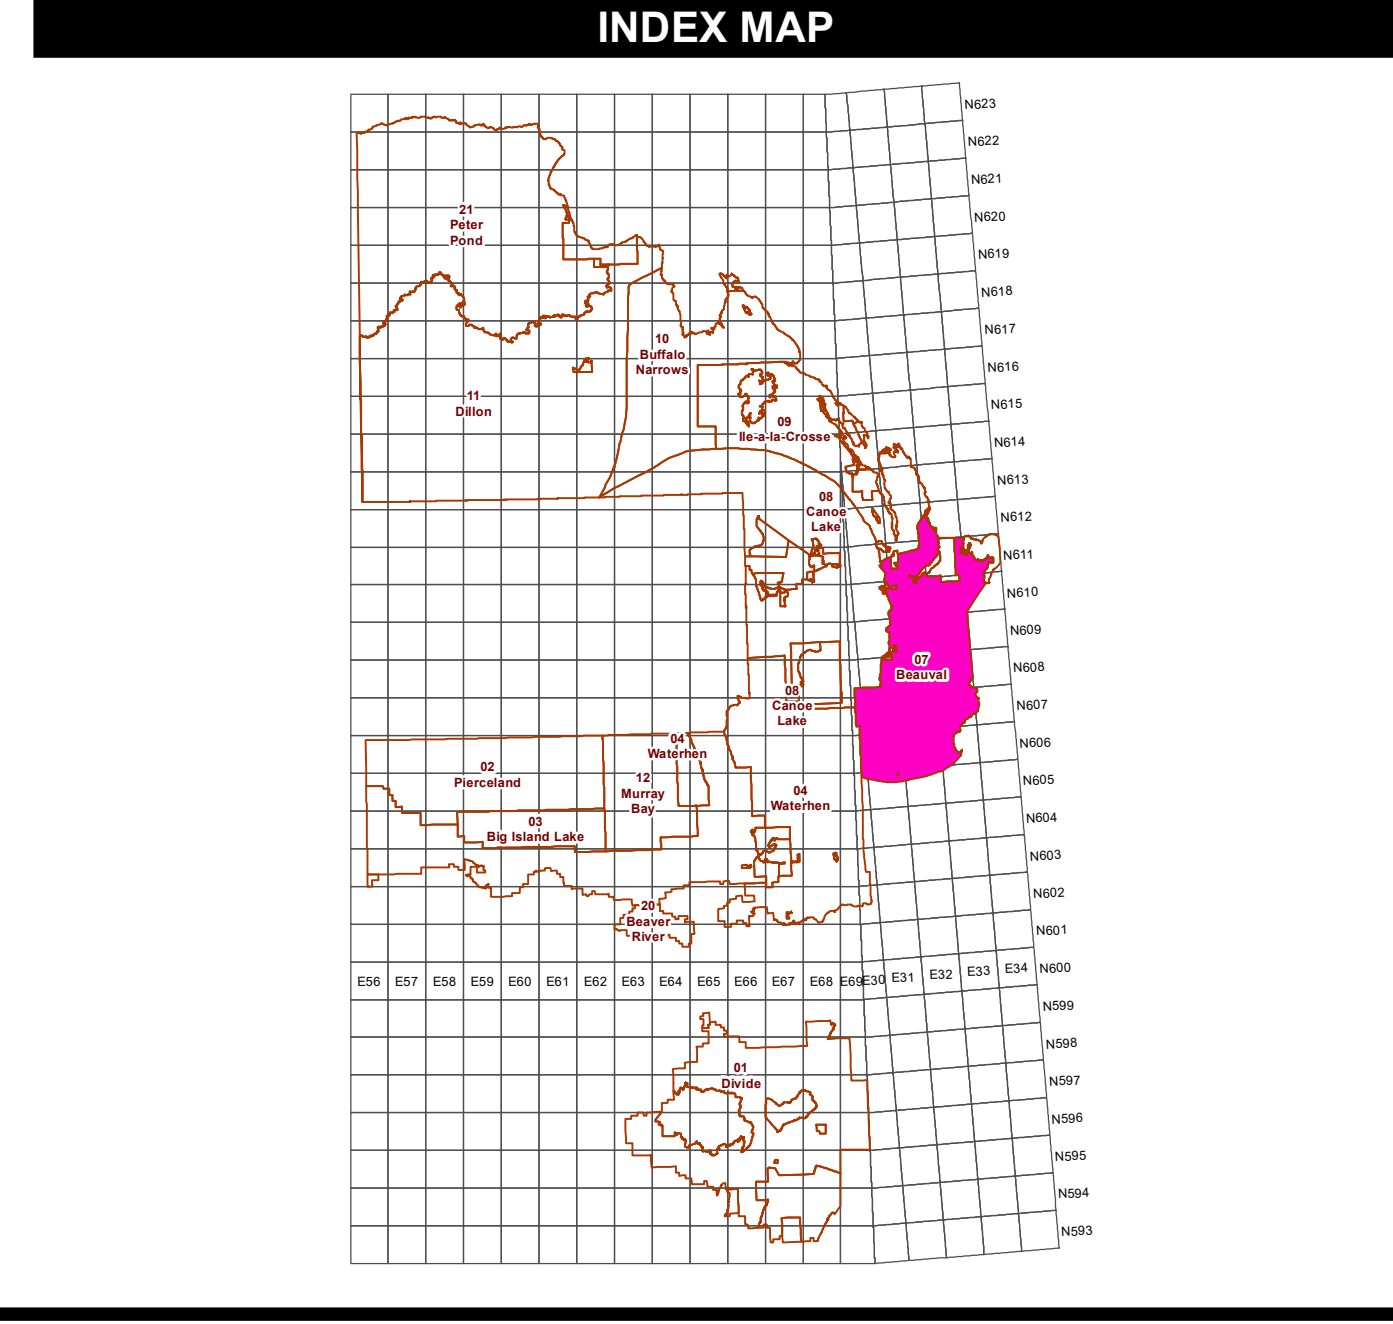 INDEX MAP
N623
N622
N621
N620
N619
N618
N617
N616
N615
N614
N613
N612
N611
N610
N609
N608
N607
N606
N605
N604
N603
N602
N601
N600
N599
N598
N597
N596
N595
N594
N593
21
Peter
Pond
10
Buffalo
Narrows
11
Dillon
09
Ile-a-la-Crosse
08
Canoe
Lake
07
Beauval
08
Canoe
Lake
04
Waterhen
02
Pierceland
12
Murray
Bay
04
Waterhen
03
Big Island Lake
20
Beaver
River
E56 E57 E58 E59 E60 E61 E62 E63 E64 E65 E66 E67 E68 E69 E30 E31 E32 E33 E34
01
Divide